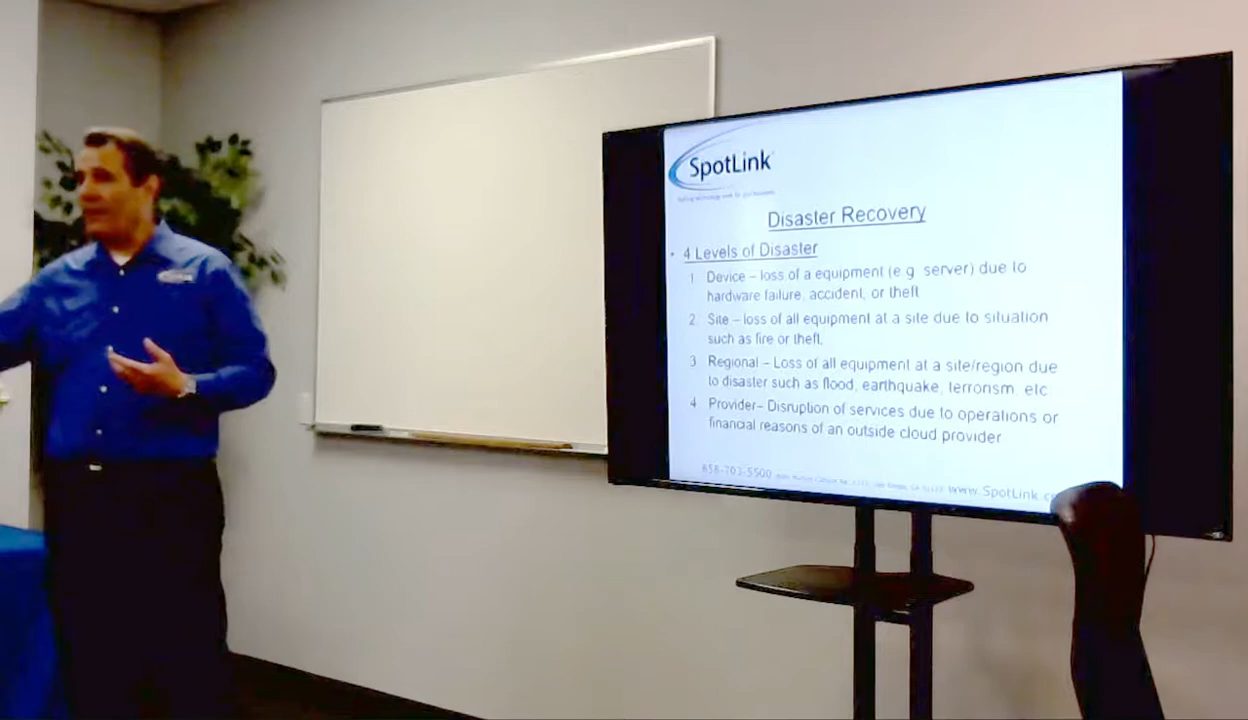 SpotLink
Disaster Recovery
• 4 Levels of Disaster
1 Device – loss of a equipment (e.g. server) due to
hardware failure, accident, or theft
2. Site – loss of all equipment at a site due to situation
such as fire or theft.
3 Regional – Loss of all equipment at a site/region due
to disaster such as flood, earthquake, terrorism, etc
4 Provider– Disruption of services due to operations or
financial reasons of an outside cloud provider
858-703-5500 www.SpotLink.c